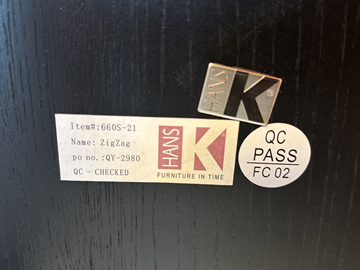 HANS K®
Item#:660S-21
Name: ZigZag
po no.:QY-2980
QC-CHECKED
HANS K
FURNITURE IN TIME
QC
PASS
FC 02